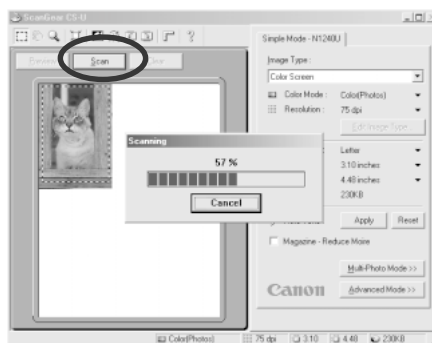 ScanGear CS-U
Simple Mode - N1240U
Preview Scan Clear
Image Type :
Color Screen
Color Mode : Color(Photos)
Resolution : 75 dpi
Edit Image Type...
Letter
3.10 inches
4.48 inches
230KB
Scanning
57 %
Cancel
Apply Reset
Magazine - Reduce Moire
Multi-Photo Mode >>
Canon
Advanced Mode >>
Color(Photos) 75 dpi 3.10 4.48 230KB